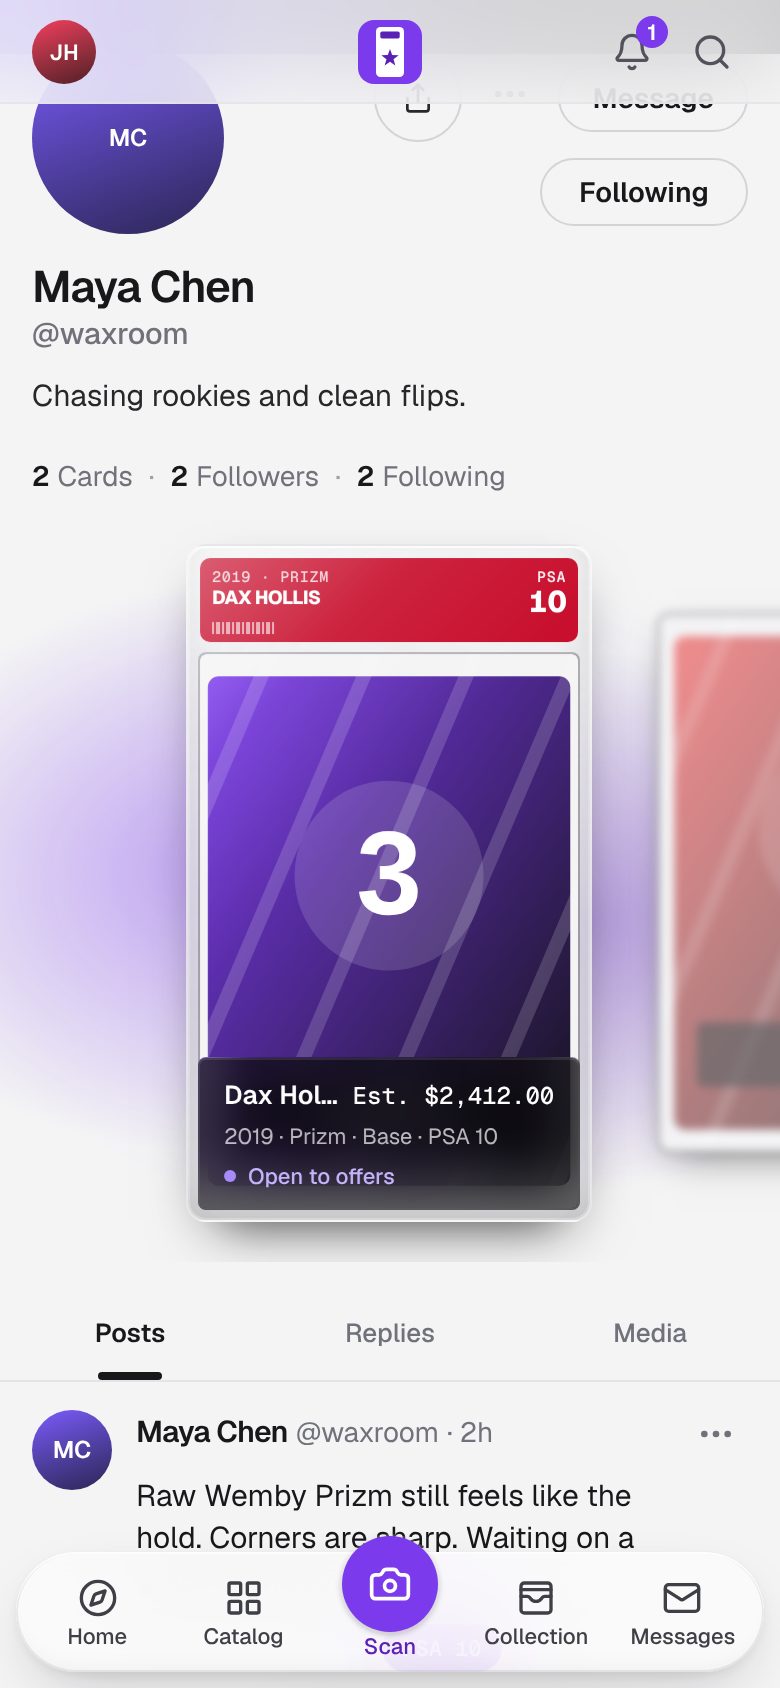 JH
1
MC
Message
Following
Maya Chen
@waxroom
Chasing rookies and clean flips.
2 Cards · 2 Followers · 2 Following
2019 · PRIZM
PSA
DAX HOLLIS
10
3
Dax Hol... Est. $2,412.00
2019 · Prizm · Base · PSA 10
Open to offers
Posts
Replies
Media
MC
Maya Chen @waxroom · 2h
Raw Wemby Prizm still feels like the
hold. Corners are sharp. Waiting on a
PSA 10
Home
Catalog
Scan
Collection
Messages